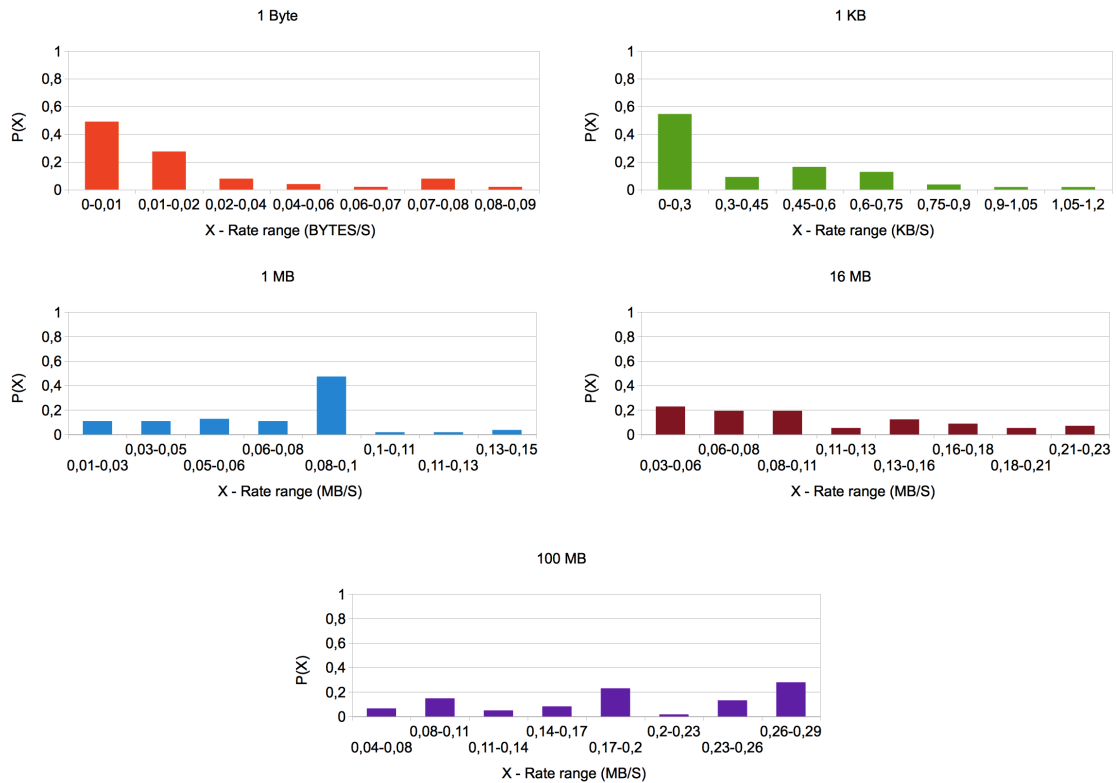 1 Byte
1
0,8
0,6
0,4
0,2
0
P(X)
0-0,01 0,01-0,02 0,02-0,04 0,04-0,06 0,06-0,07 0,07-0,08 0,08-0,09
X - Rate range (BYTES/S)
1 KB
1
0,8
0,6
0,4
0,2
0
P(X)
0-0,3 0,3-0,45 0,45-0,6 0,6-0,75 0,75-0,9 0,9-1,05 1,05-1,2
X - Rate range (KB/S)
1 MB
1
0,8
0,6
0,4
0,2
0
P(X)
0,03-0,05 0,06-0,08 0,1-0,11 0,13-0,15
0,01-0,03 0,05-0,06 0,08-0,1 0,11-0,13
X - Rate range (MB/S)
16 MB
1
0,8
0,6
0,4
0,2
0
P(X)
0,06-0,08 0,11-0,13 0,16-0,18 0,21-0,23
0,03-0,06 0,08-0,11 0,13-0,16 0,18-0,21
X - Rate range (MB/S)
100 MB
1
0,8
0,6
0,4
0,2
0
P(X)
0,08-0,11 0,14-0,17 0,2-0,23 0,26-0,29
0,04-0,08 0,11-0,14 0,17-0,2 0,23-0,26
X - Rate range (MB/S)